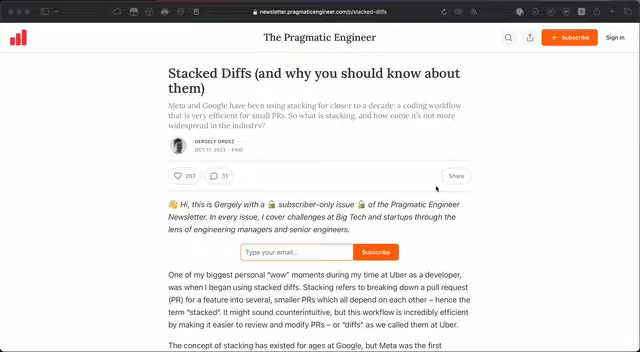 newsletter.pragmaticengineer.com/p/stacked-diffs
The Pragmatic Engineer
+ Subscribe
Sign in
Stacked Diffs (and why you should know about
them)
Meta and Google have been using stacking for closer to a decade: a coding workflow
that is very efficient for small PRs. So what is stacking, and how come it's not more
widespread in the industry?
GERGELY OROSZ
OCT 17, 2023 • PAID
267
31
Share
👋 Hi, this is Gergely with a 🔒 subscriber-only issue 🔒 of the Pragmatic Engineer
Newsletter. In every issue, I cover challenges at Big Tech and startups through the
lens of engineering managers and senior engineers.
Type your email...
Subscribe
One of my biggest personal “wow” moments during my time at Uber as a developer,
was when I began using stacked diffs. Stacking refers to breaking down a pull request
(PR) for a feature into several, smaller PRs which all depend on each other – hence the
term “stacked”. It might sound counterintuitive, but this workflow is incredibly efficient
by making it easier to review and modify PRs – or “diffs” as we called them at Uber.
The concept of stacking has existed for ages at Google, but Meta was the first